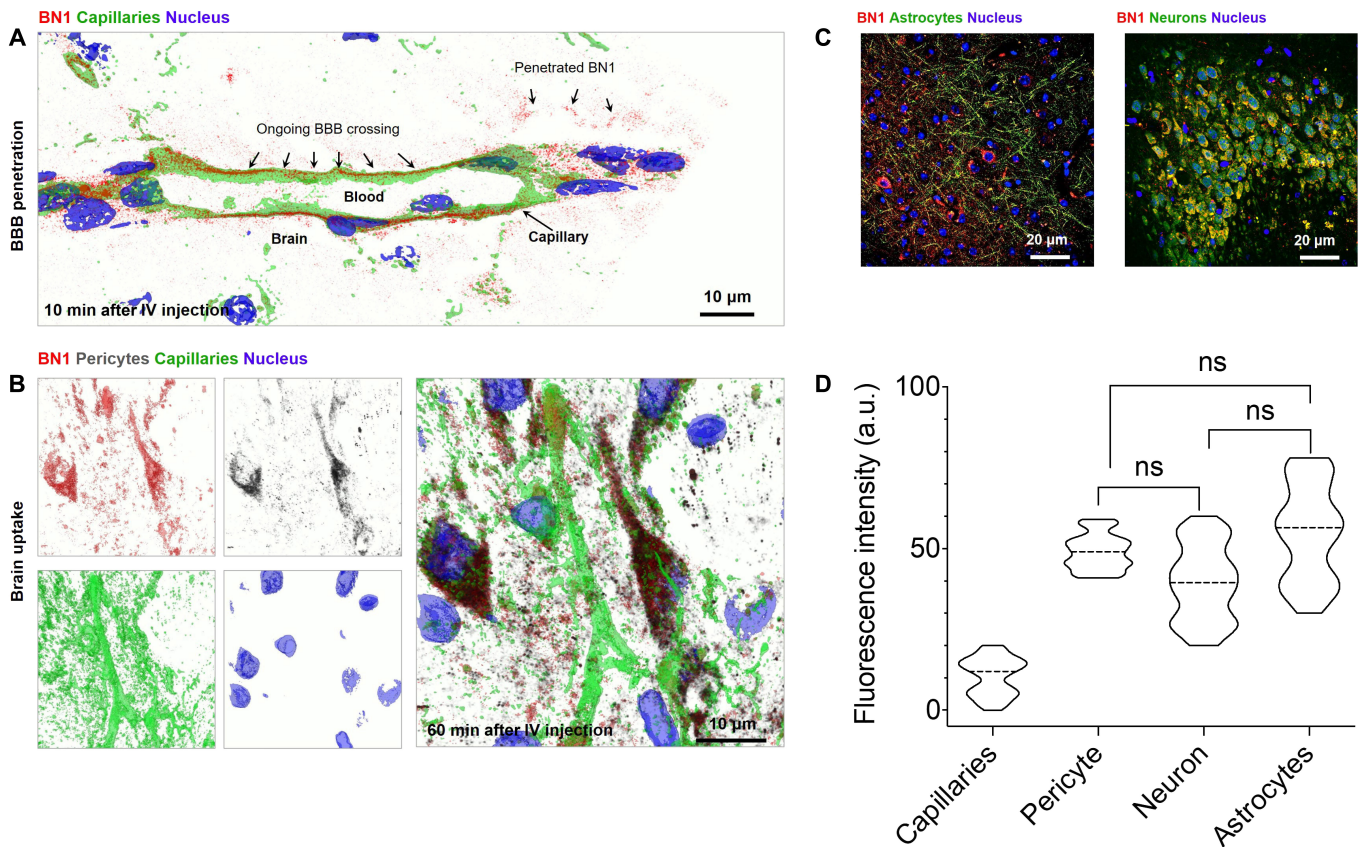 BN1 Capillaries Nucleus
A
BBB penetration
Penetrated BN1
Ongoing BBB crossing
Blood
Brain
Capillary
10 min after IV injection
10 µm
BN1 Pericytes Capillaries Nucleus
B
Brain uptake
60 min after IV injection
10 µm
C
BN1 Astrocytes Nucleus
BN1 Neurons Nucleus
20 µm
20 µm
D
Fluorescence intensity (a.u.)
100
50
0
ns
ns
ns
Capillaries
Pericyte
Neuron
Astrocytes